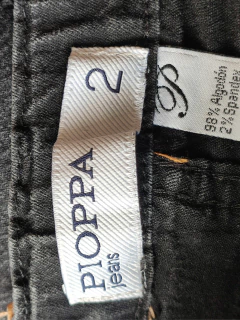 PIOPPA 2
jeans
P
98% Algodón
2% Spandex